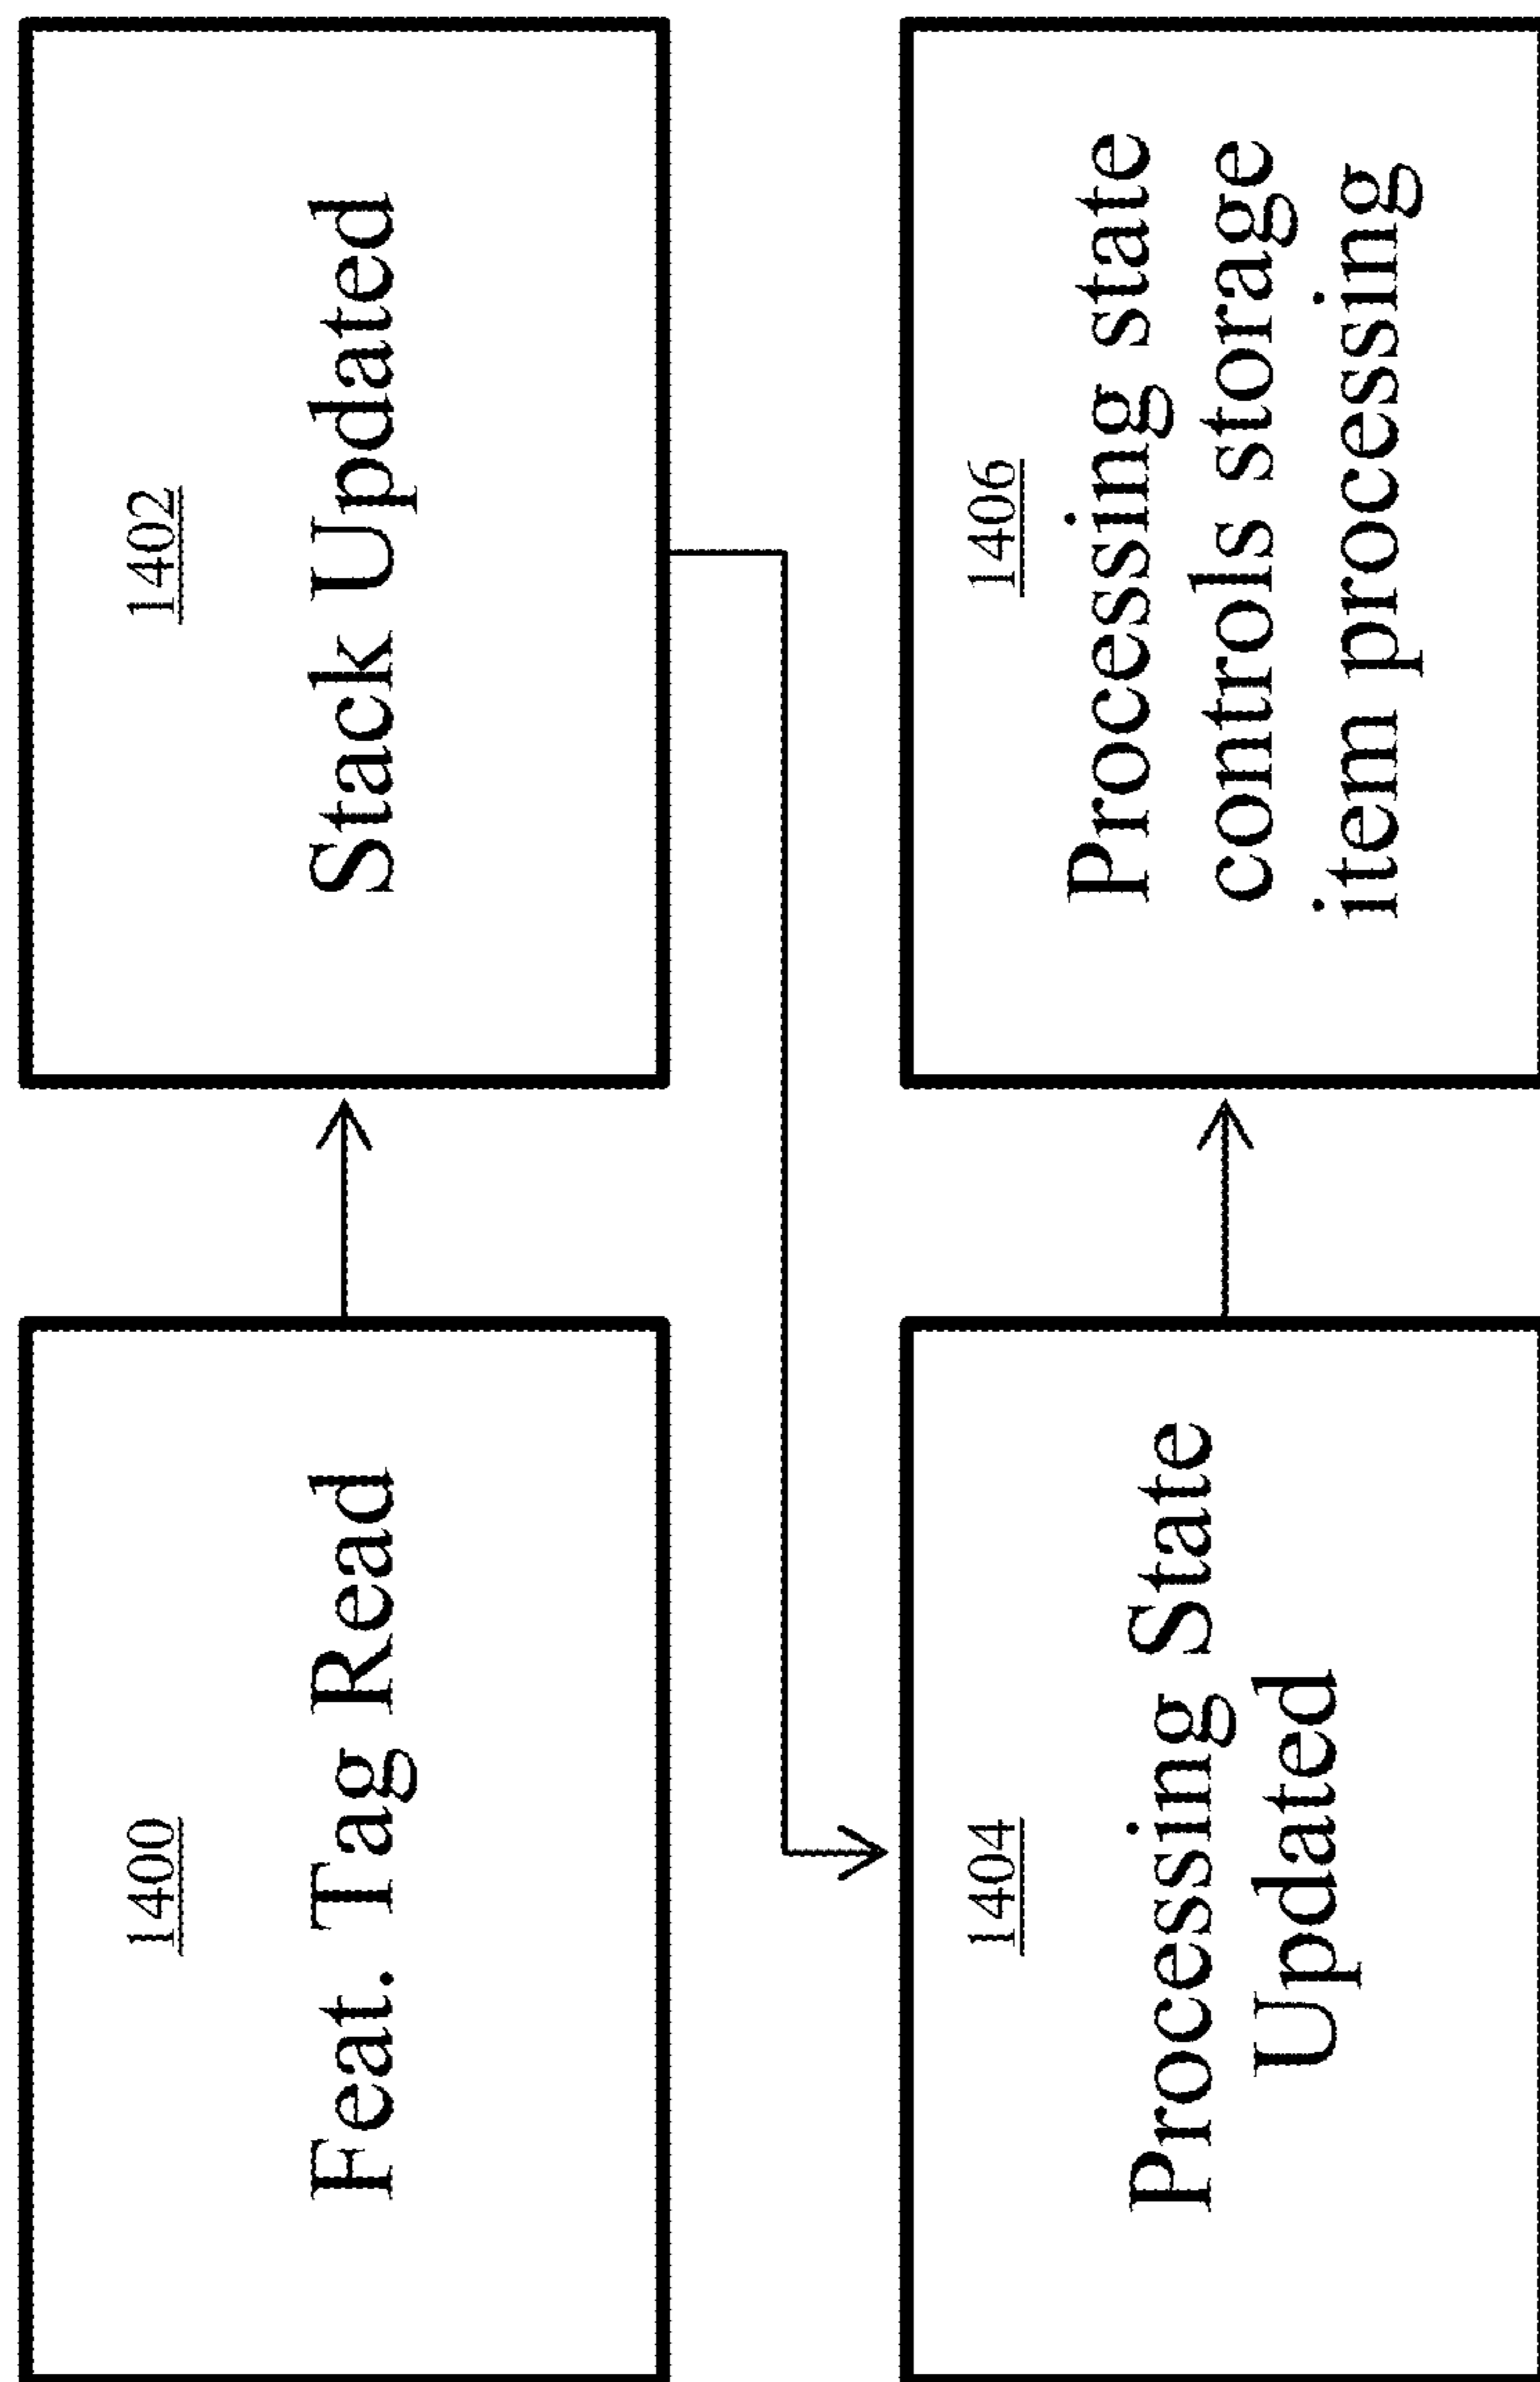 1400
Feat. Tag Read
1402
Stack Updated
1404
Processing State
Updated
1406
Processing state
controls storage
item processing